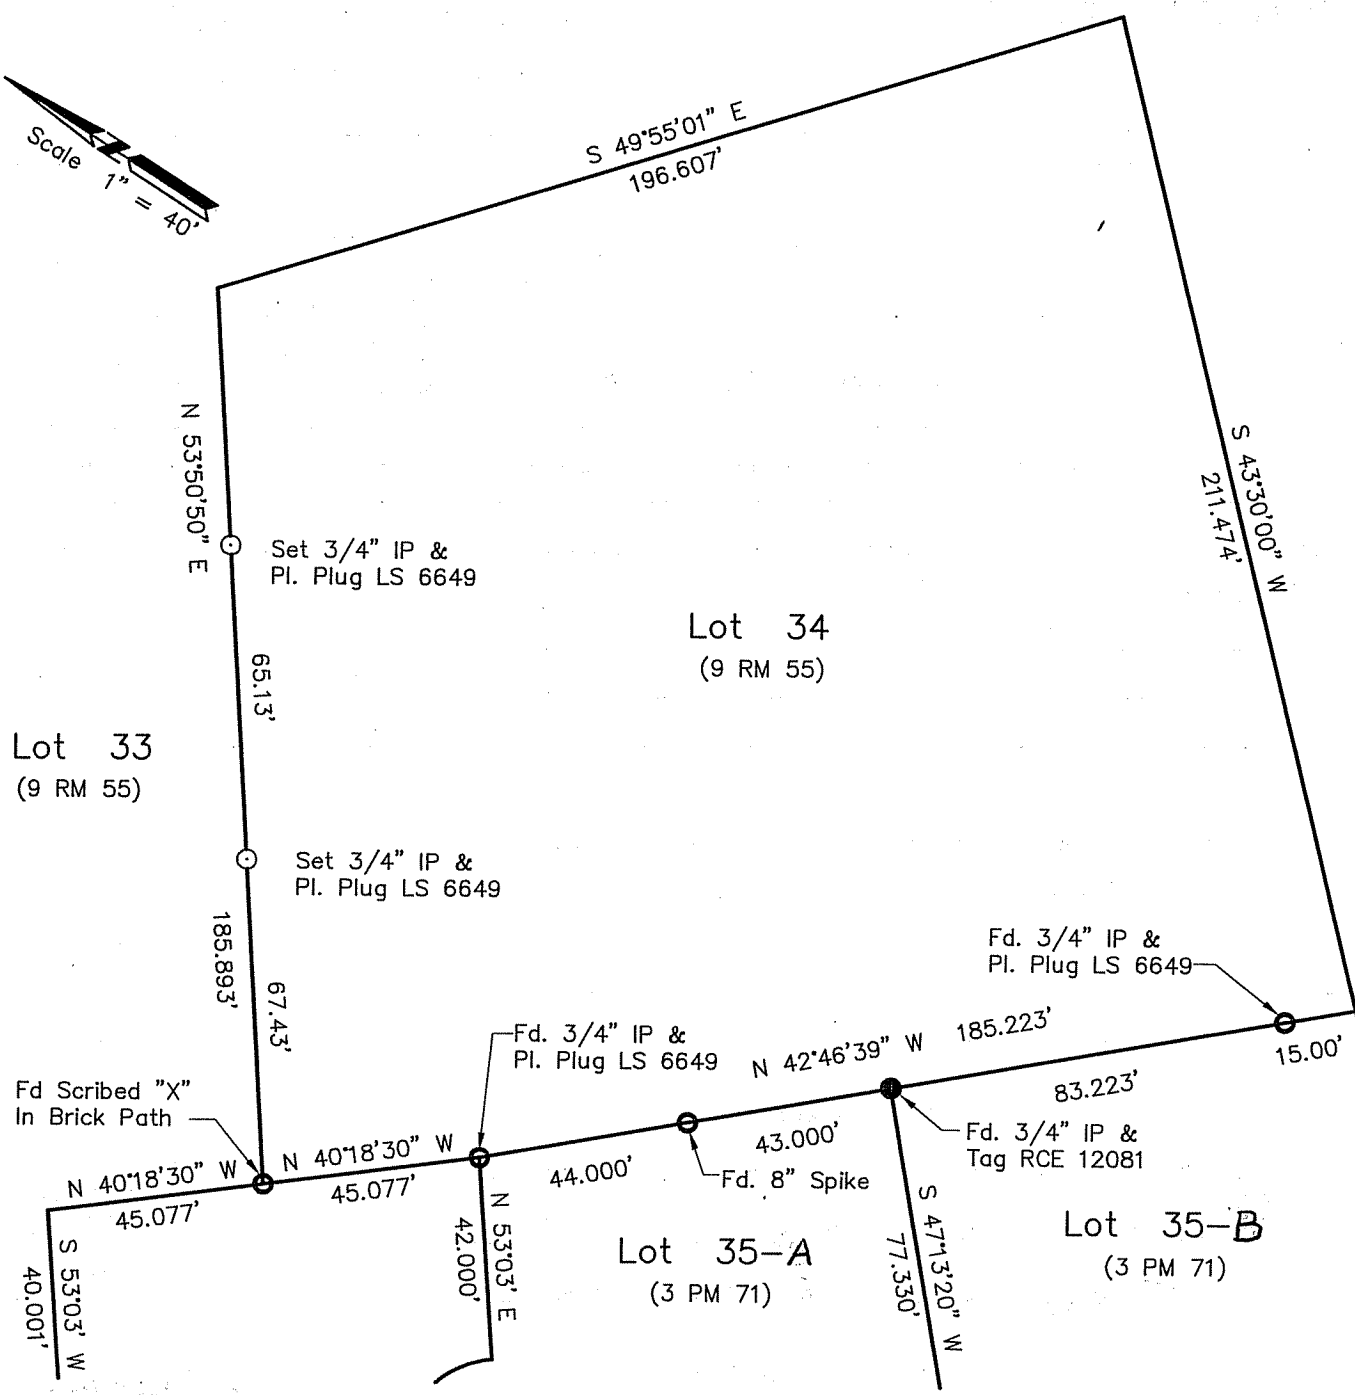 S 49°55'01" E
196.607'
Scale 1" = 40'
N 53°50'50" E
S 43°30'00" W
211.474'
Set 3/4" IP &
Pl. Plug LS 6649
Lot 34
(9 RM 55)
65.13'
Lot 33
(9 RM 55)
Set 3/4" IP &
Pl. Plug LS 6649
185.893'
67.43'
Fd. 3/4" IP &
Pl. Plug LS 6649
Fd. 3/4" IP &
Pl. Plug LS 6649
N 42°46'39" W
185.223'
15.00'
83.223'
Fd Scribed "X"
In Brick Path
43.000'
Fd. 3/4" IP &
Tag RCE 12081
N 40°18'30" W
45.077'
N 40°18'30" W
45.077'
44.000'
Fd. 8" Spike
S 53°03' W
40.001'
N 53°03' E
42.000'
Lot 35-A
(3 PM 71)
S 47°13'20" W
77.330'
Lot 35-B
(3 PM 71)